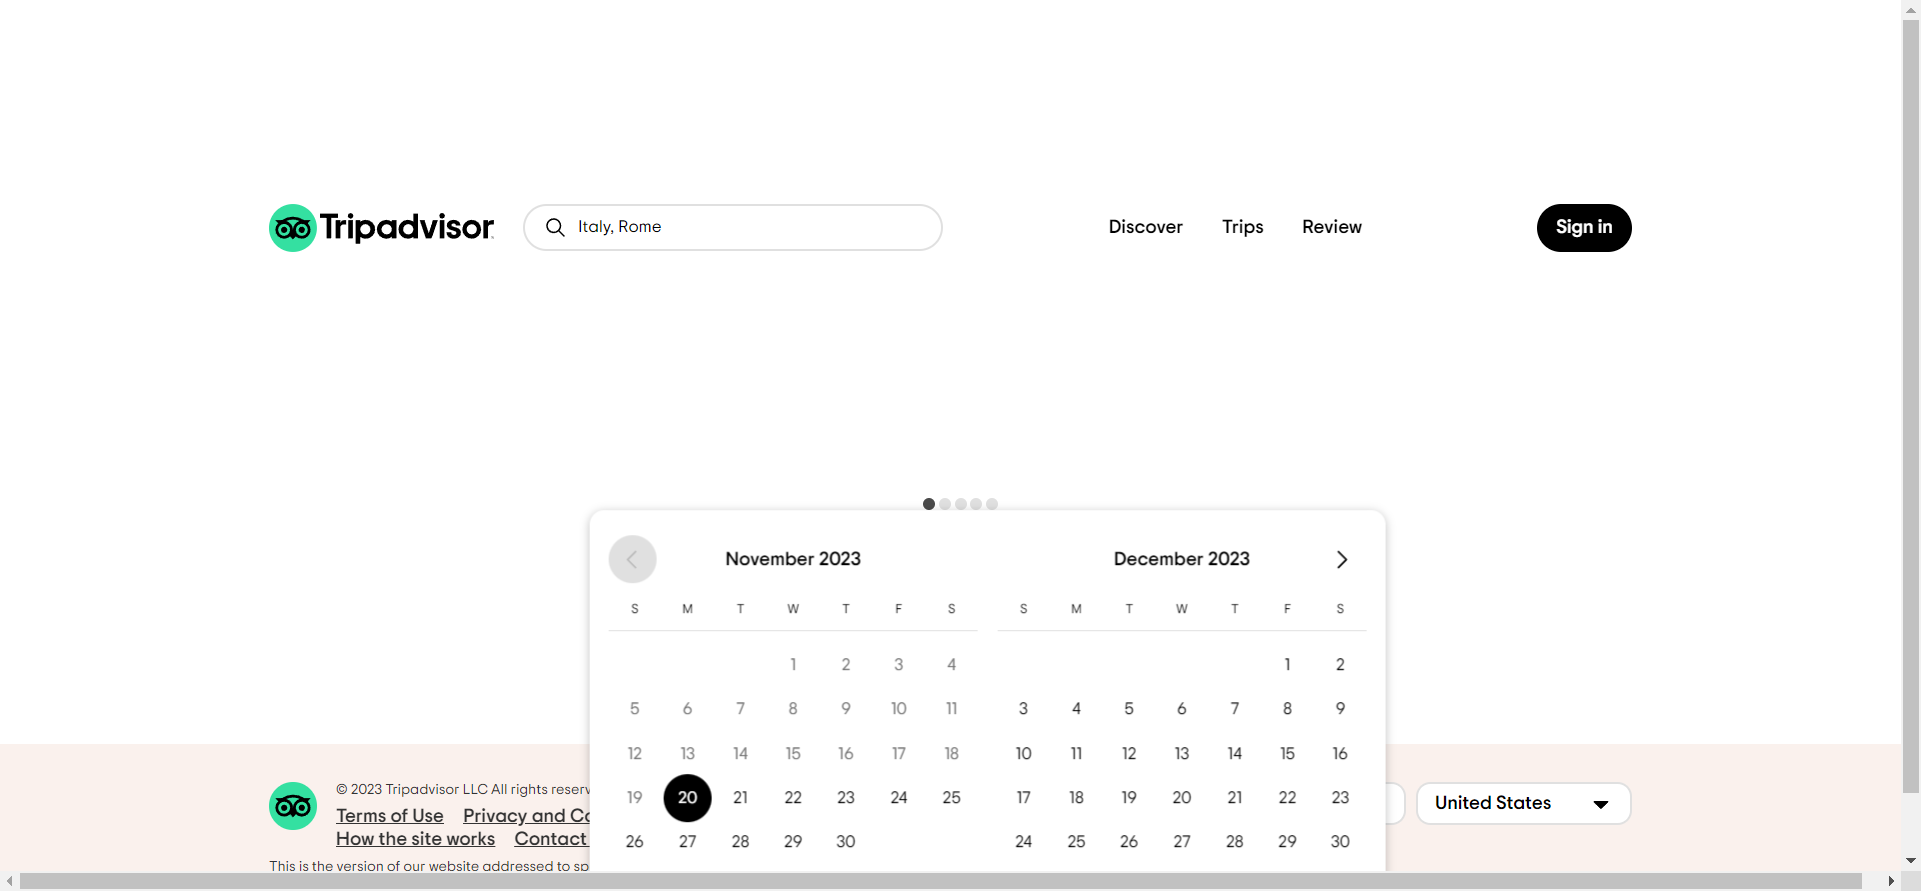 Tripadvisor
Italy, Rome
Discover Trips Review
Sign in
November 2023
S M T W T F S
1 2 3 4
5 6 7 8 9 10 11
12 13 14 15 16 17 18
19 20 21 22 23 24 25
26 27 28 29 30
December 2023
S M T W T F S
1 2
3 4 5 6 7 8 9
10 11 12 13 14 15 16
17 18 19 20 21 22 23
24 25 26 27 28 29 30
© 2023 Tripadvisor LLC All rights reserv
Terms of Use Privacy and Co
How the site works Contact
This is the version of our website addressed to sp
United States